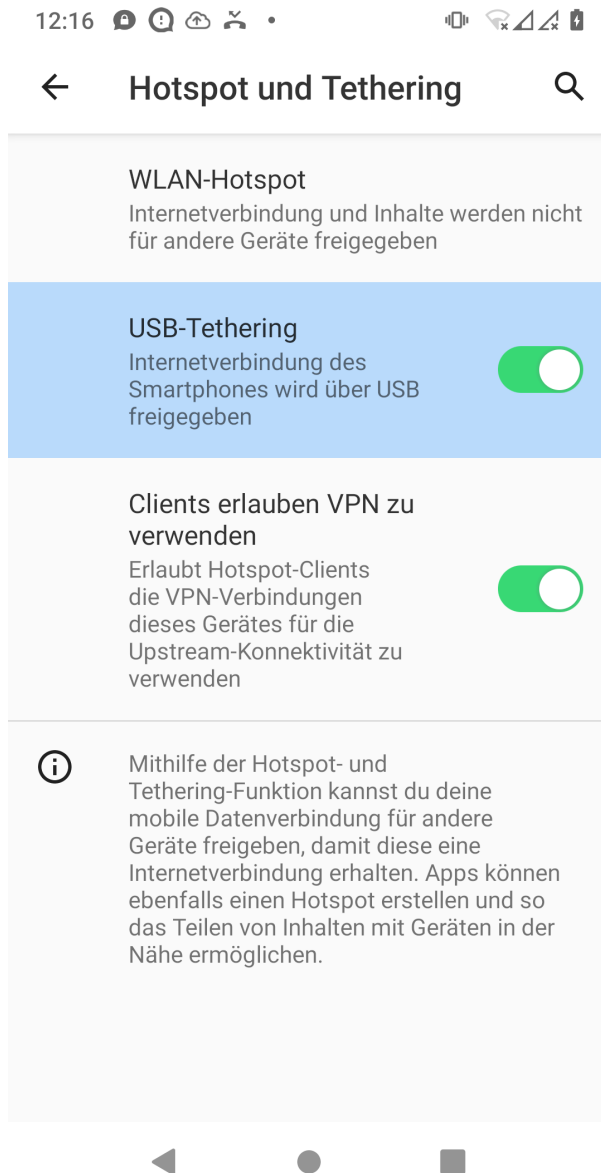 12:16
Hotspot und Tethering
WLAN-Hotspot
Internetverbindung und Inhalte werden nicht
für andere Geräte freigegeben
USB-Tethering
Internetverbindung des
Smartphones wird über USB
freigegeben
Clients erlauben VPN zu
verwenden
Erlaubt Hotspot-Clients
die VPN-Verbindungen
dieses Gerätes für die
Upstream-Konnektivität zu
verwenden
Mithilfe der Hotspot- und
Tethering-Funktion kannst du deine
mobile Datenverbindung für andere
Geräte freigeben, damit diese eine
Internetverbindung erhalten. Apps können
ebenfalls einen Hotspot erstellen und so
das Teilen von Inhalten mit Geräten in der
Nähe ermöglichen.